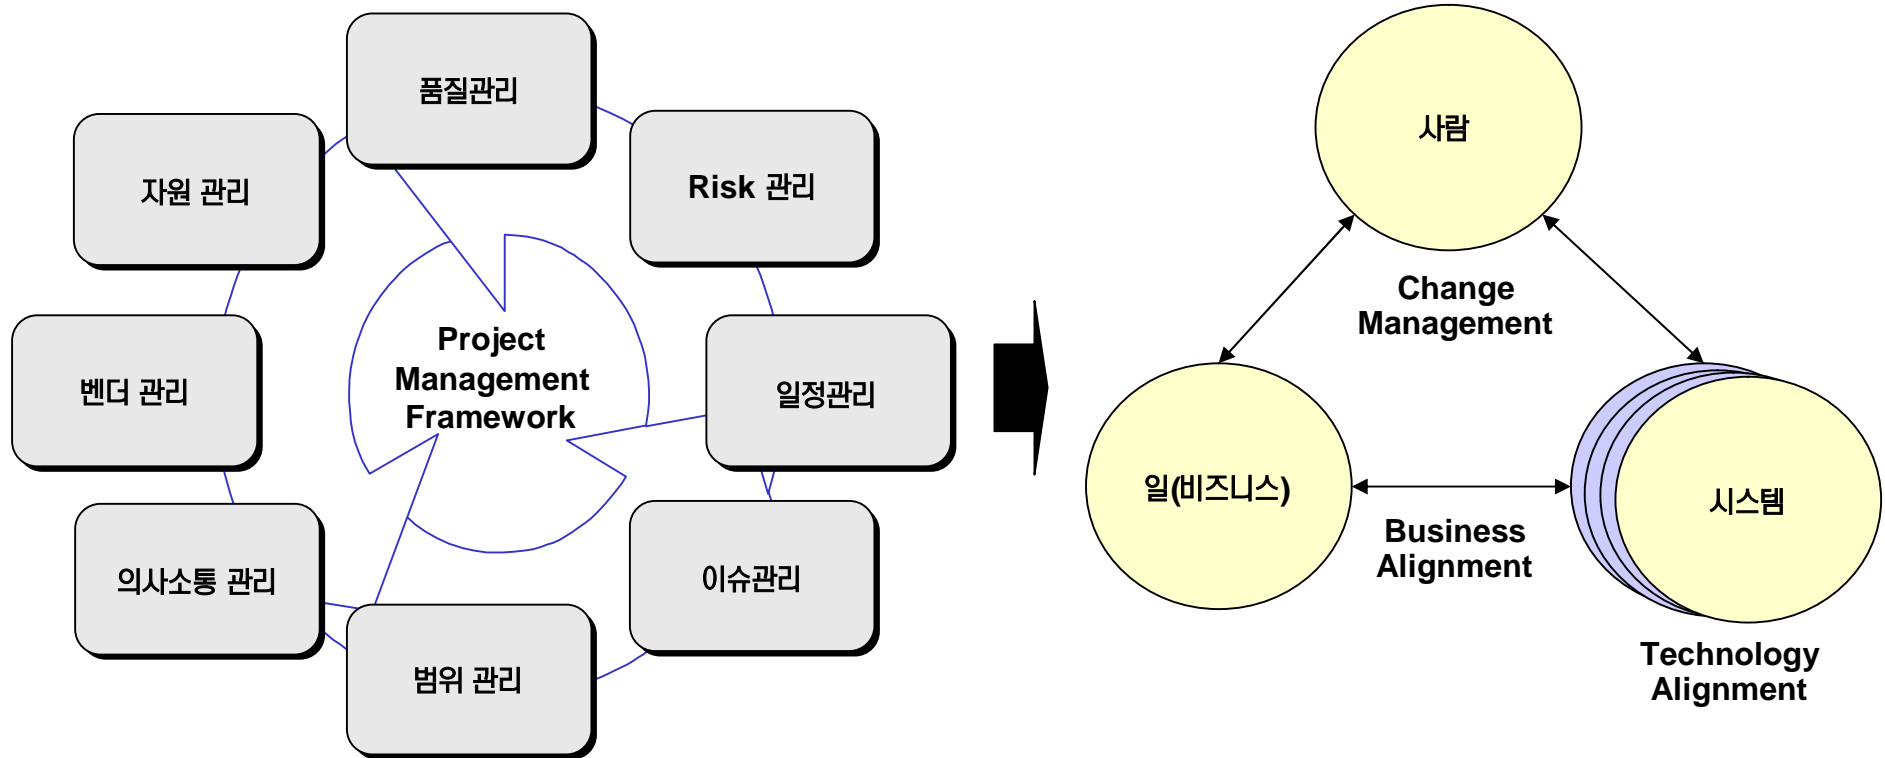 품질관리
자원 관리
Risk 관리
벤더 관리
Project
Management
Framework
일정관리
의사소통 관리
이슈관리
범위 관리
사람
Change
Management
일(비즈니스)
시스템
Business
Alignment
Technology
Alignment